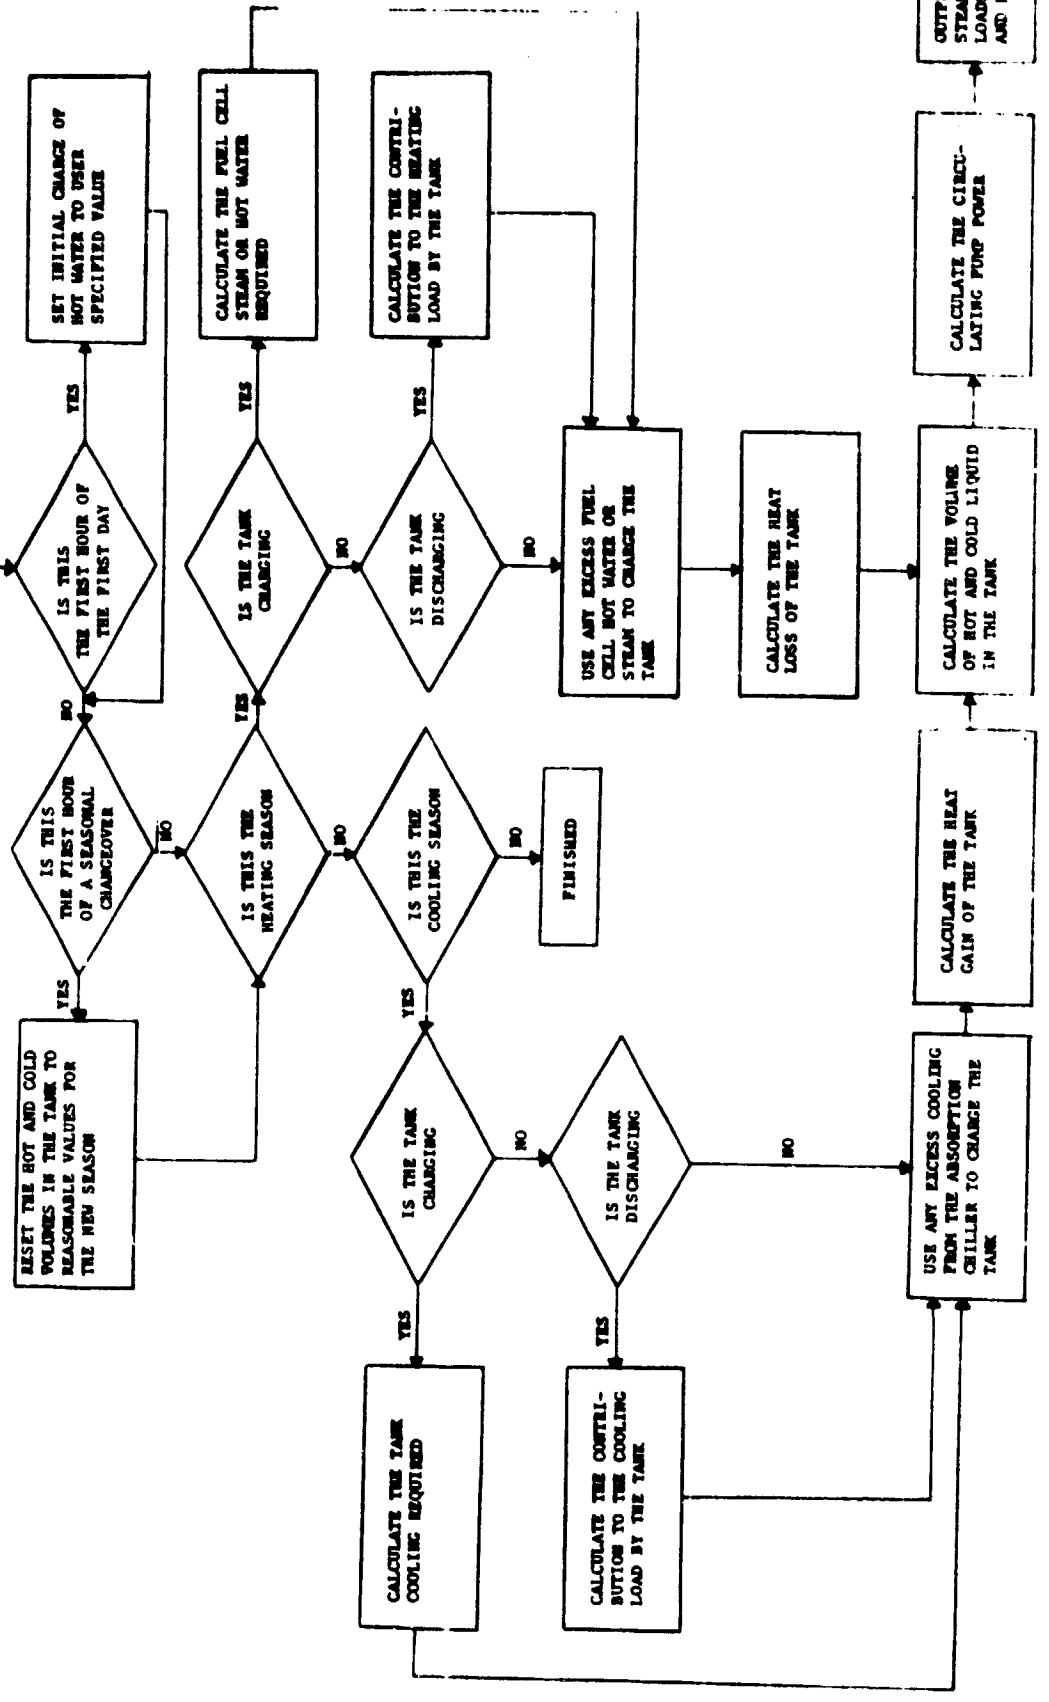 RESET THE HOT AND COLD
VOLUMES IN THE TANK TO
REASONABLE VALUES FOR
THE NEW SEASON
YES
IS THIS
THE FIRST HOUR
OF A SEASONAL
CHANGEOVER
NO
IS THIS
THE FIRST HOUR OF
THE FIRST DAY
YES
SET INITIAL CHARGE OF
HOT WATER TO USER
SPECIFIED VALUE
NO
IS THIS THE
HEATING SEASON
YES
IS THE TANK
CHARGING
YES
CALCULATE THE FUEL CELL
STEAM OR HOT WATER
REQUIRED
NO
NO
CALCULATE THE TANK
COOLING REQUIRED
YES
IS THE TANK
CHARGING
YES
IS THIS THE
COOLING SEASON
IS THE TANK
DISCHARGING
YES
CALCULATE THE CONTRI-
BUTION TO THE HEATING
LOAD BY THE TANK
NO
NO
NO
CALCULATE THE CONTRI-
BUTION TO THE COOLING
LOAD BY THE TANK
YES
IS THE TANK
DISCHARGING
FINISHED
USE ANY EXCESS FUEL
CELL HOT WATER OR
STEAM TO CHARGE THE
TANK
NO
CALCULATE THE HEAT
LOSS OF THE TANK
USE ANY EXCESS COOLING
FROM THE ABSORPTION
CHILLER TO CHARGE THE
TANK
CALCULATE THE HEAT
GAIN OF THE TANK
CALCULATE THE VOLUME
OF HOT AND COLD LIQUID
IN THE TANK
CALCULATE THE CIRCU-
LATING PUMP POWER
OUTP
STEA
LOAD
AND